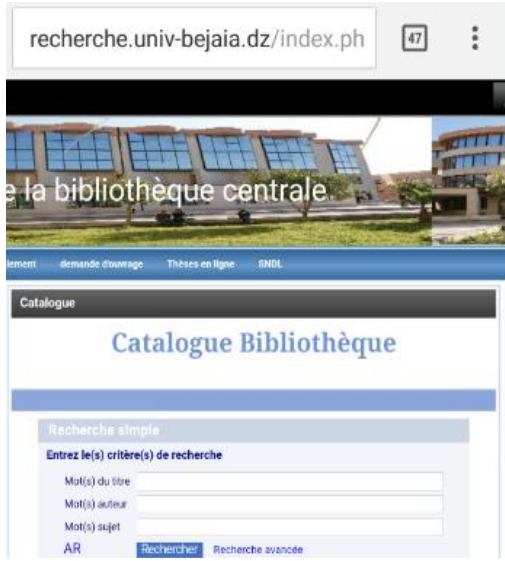 recherche.univ-bejaia.dz/index.ph 47
e la bibliothèque centrale
lement demande d'ouvrage Thèses en ligne SNDL
Catalogue
Catalogue Bibliothèque
Recherche simple
Entrez le(s) critère(s) de recherche
Mot(s) du titre
Mot(s) auteur
Mot(s) sujet
AR Rechercher Recherche avancée